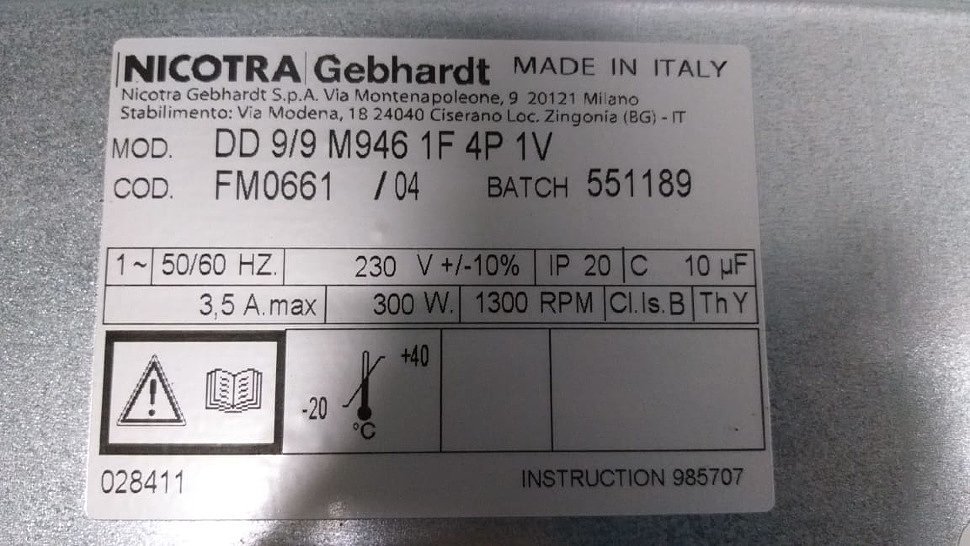 NICOTRA Gebhardt MADE IN ITALY
Nicotra Gebhardt S.p.A. Via Montenapoleone, 9 20121 Milano
Stabilimento: Via Modena, 18 24040 Ciserano Loc. Zingonia (BG) - IT
MOD. DD 9/9 M946 1F 4P 1V
COD. FM0661 /04 BATCH 551189
1~ 50/60 HZ. 230 V +/-10% IP 20 C 10 µF
3,5 A.max 300 W. 1300 RPM Cl.Is.B Th Y
+40
-20
°C
028411 INSTRUCTION 985707